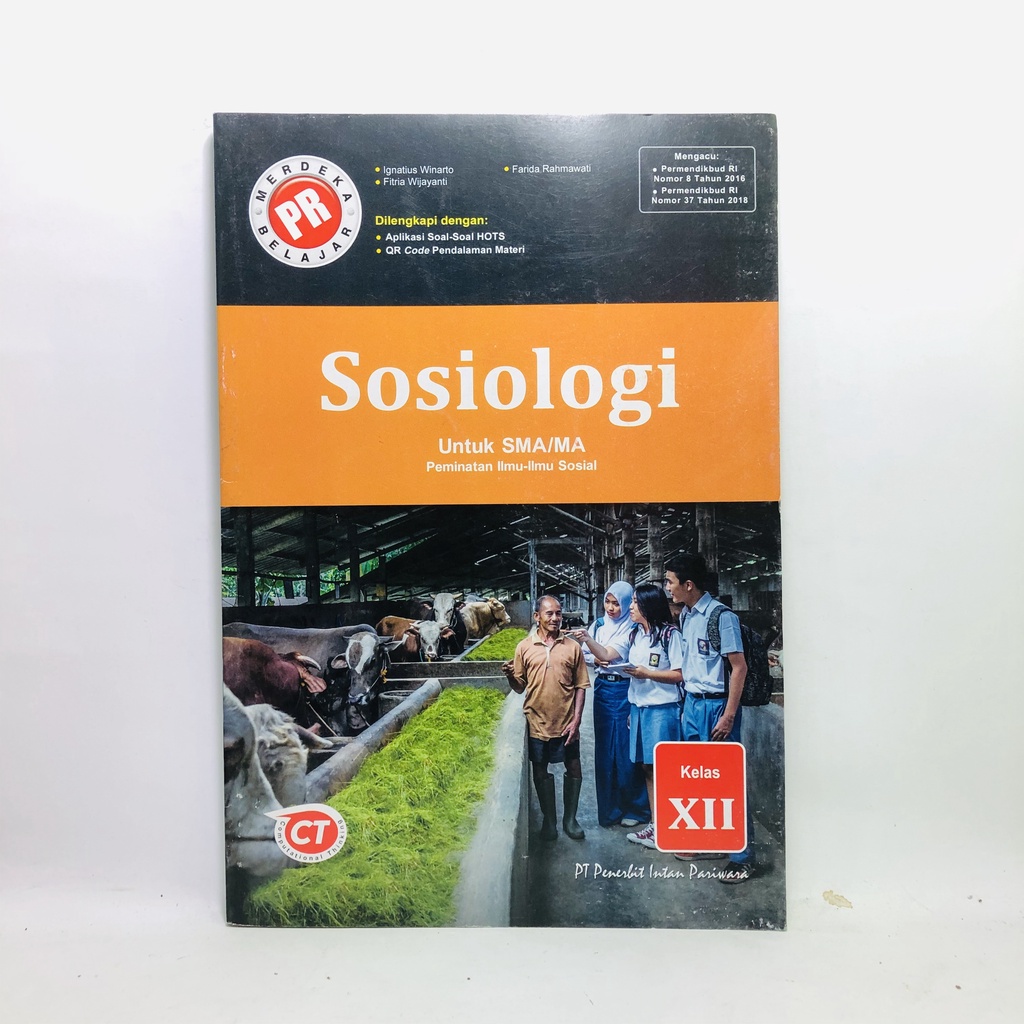 MERDEKA
PR
BELAJAR
Ignatius Winarto
Fitria Wijayanti
Farida Rahmawati
Dilengkapi dengan:
Aplikasi Soal-Soal HOTS
QR Code Pendalaman Materi
Mengacu:
Permendikbud RI
Nomor 8 Tahun 2016
Permendikbud RI
Nomor 37 Tahun 2018
Sosiologi
Untuk SMA/MA
Peminatan Ilmu-Ilmu Sosial
Kelas
XII
CT
Computational Thinking
PT Penerbit Intan Pariwara